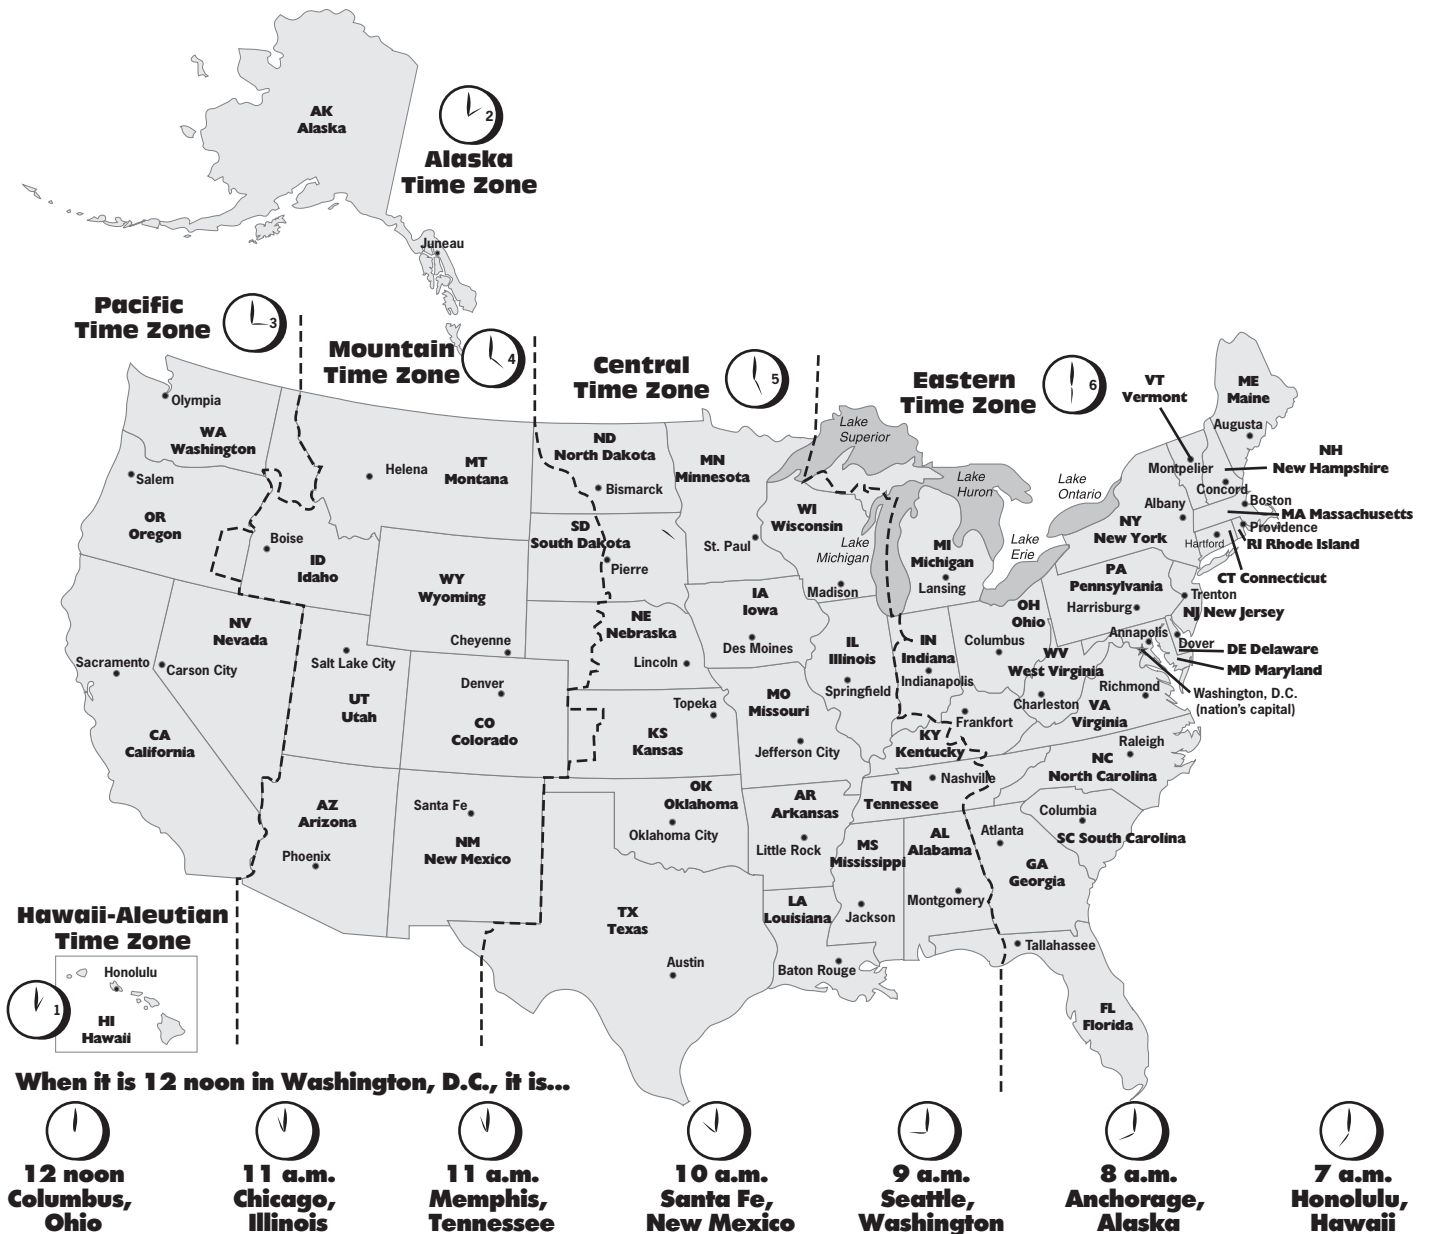 AK
Alaska
2
Alaska
Time Zone
Juneau
Pacific
Time Zone
3
Mountain
Time Zone
4
Central
Time Zone
5
Eastern
Time Zone
6
Olympia
WA
Washington
Salem
OR
Oregon
Boise
ID
Idaho
Helena
MT
Montana
WY
Wyoming
Cheyenne
NV
Nevada
Sacramento
Carson City
CA
California
Salt Lake City
UT
Utah
Denver
CO
Colorado
AZ
Arizona
Phoenix
Santa Fe
NM
New Mexico
ND
North Dakota
Bismarck
SD
South Dakota
Pierre
NE
Nebraska
Lincoln
Topeka
KS
Kansas
OK
Oklahoma
Oklahoma City
TX
Texas
Austin
MN
Minnesota
St. Paul
IA
Iowa
Des Moines
MO
Missouri
Jefferson City
AR
Arkansas
Little Rock
LA
Louisiana
Baton Rouge
WI
Wisconsin
Madison
IL
Illinois
Springfield
MS
Mississippi
Jackson
Lake
Superior
Lake
Michigan
Lake
Huron
Lake
Erie
Lake
Ontario
MI
Michigan
Lansing
IN
Indiana
Indianapolis
OH
Ohio
Columbus
KY
Kentucky
Frankfort
TN
Tennessee
Nashville
AL
Alabama
Montgomery
Atlanta
GA
Georgia
Tallahassee
FL
Florida
Columbia
SC South Carolina
Raleigh
NC
North Carolina
WV
West Virginia
Charleston
Richmond
VA
Virginia
PA
Pennsylvania
Harrisburg
Albany
NY
New York
VT
Vermont
Montpelier
ME
Maine
Augusta
NH
New Hampshire
Concord
Boston
MA Massachusetts
Providence
RI Rhode Island
Hartford
CT Connecticut
Trenton
NJ New Jersey
Annapolis
Dover
DE Delaware
MD Maryland
Washington, D.C.
(nation's capital)
Hawaii-Aleutian
Time Zone
Honolulu
1
HI
Hawaii
When it is 12 noon in Washington, D.C., it is...
12 noon
Columbus,
Ohio
11 a.m.
Chicago,
Illinois
11 a.m.
Memphis,
Tennessee
10 a.m.
Santa Fe,
New Mexico
9 a.m.
Seattle,
Washington
8 a.m.
Anchorage,
Alaska
7 a.m.
Honolulu,
Hawaii